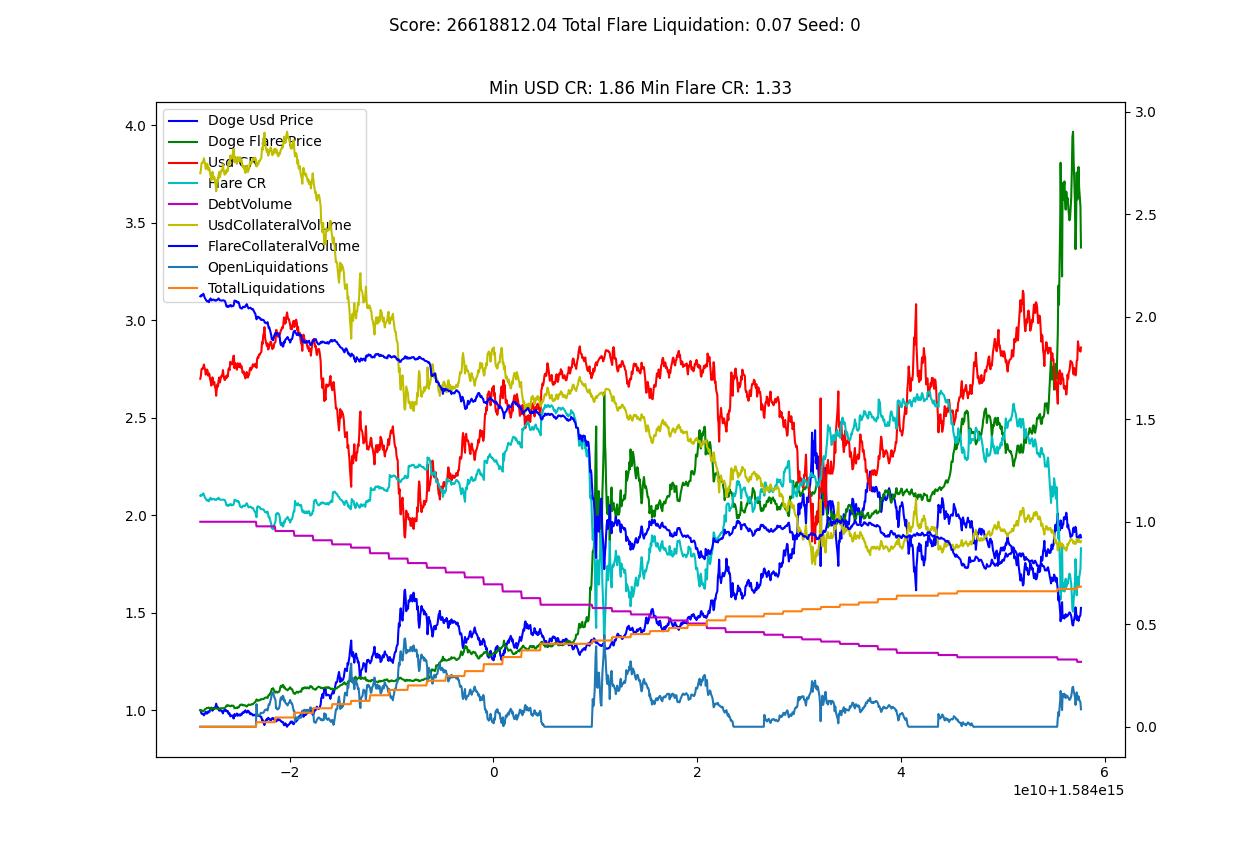 Score: 26618812.04 Total Flare Liquidation: 0.07 Seed: 0
Min USD CR: 1.86 Min Flare CR: 1.33
Doge Usd Price
Doge Flare Price
Usd CR
Flare CR
DebtVolume
UsdCollateralVolume
FlareCollateralVolume
OpenLiquidations
TotalLiquidations
4.0
3.5
3.0
2.5
2.0
1.5
1.0
3.0
2.5
2.0
1.5
1.0
0.5
0.0
−2
0
2
4
6
1e10+1.584e15